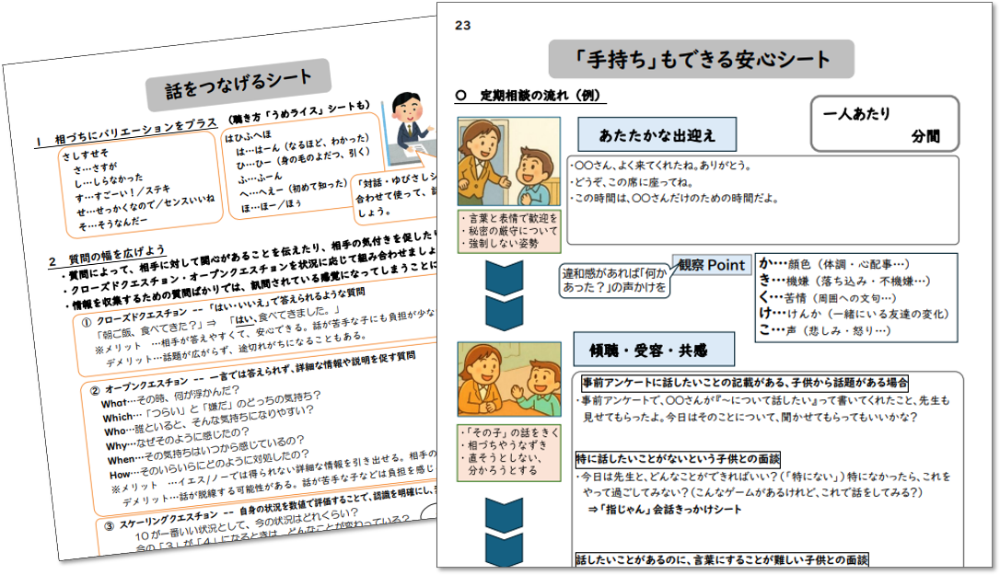 話をつなげるシート
1 相づちにバリエーションをプラス (聴き方「うめライス」シートも)
さしすせそ
さ…さすが
し…しらなかった
す…すごーい!/ステキ
せ…せっかくなので/センスいいね
そ…そうなんだー
はひふへほ
は…はーん(なるほど、わかった)
ひ…ひー(身の毛のよだつ、引く)
ふ…ふーん
へ…へえー(初めて知った)
ほ…ほー/ほぅ
「対話・ゆびさしシ
合わせて使って、話
しょう。
2 質問の幅を広げよう
・質問によって、相手に対して関心があることを伝えたり、相手の気付きを促した
・クローズドクエスチョン・オープンクエスチョンを状況に応じて組み合わせましょ
・情報を収集するための質問ばかりでは、訊問されている感覚になってしまうことに
① クローズドクエスチョン -- 「はい・いいえ」で答えられるような質問
「朝ご飯、食べてきた?」⇒ 「はい、食べてきました。」
※メリット …相手が答えやすくて、安心できる。話が苦手な子にも負担が少な
デメリット…話題が広がらず、途切れがちになることもある。
② オープンクエスチョン -- 一言では答えられず、詳細な情報や説明を促す質問
What…その時、何が浮かんだ?
Which…「つらい」と「嫌だ」のどっちの気持ち?
Who…誰といると、そんな気持ちになりやすい?
Why…なぜそのように感じたの?
When…その気持ちはいつから感じているの?
How…そのいらいらにどのように対処したの?
※メリット …イエス/ノーでは得られない詳細な情報を引き出せる。相手の
デメリット…話が脱線する可能性がある。話が苦手な子などは負担を感じ
③ スケーリングクエスチョン -- 自身の状況を数値で評価することで、認識を明確にし、
10が一番いい状況として、今の状況はどれくらい?
今の「3」が「4」になるときは、どんなことが変わっている?
23
「手持ち」もできる安心シート
○ 定期相談の流れ(例)
一人あたり
分間
あたたかな出迎え
・〇〇さん、よく来てくれたね。ありがとう。
・どうぞ、この席に座ってね。
・この時間は、〇〇さんだけのための時間だよ。
・言葉と表情で歓迎を
・秘密の厳守について
・強制しない姿勢
違和感があれば「何か
あった?」の声かけを
観察Point
か…顔色(体調・心配事…)
き…機嫌(落ち込み・不機嫌…)
く…苦情(周囲への文句…)
け…けんか(一緒にいる友達の変化)
こ…声(悲しみ・怒り…)
傾聴・受容・共感
・「その子」の話をきく
・相づちやうなずき
・直そうとしない、
分かろうとする
事前アンケートに話したいことの記載がある、子供から話題がある場合
・事前アンケートで、〇〇さんが『~について話したい』って書いてくれたこと、先生も
見せてもらったよ。今日はそのことについて、聞かせてもらってもいいかな?
特に話したいことがないという子供との面談
・今日は先生と、どんなことができればいい?(「特にない」)特になかったら、これを
やって過ごしてみない?(こんなゲームがあるけれど、これで話をしてみる?)
⇒「指じゃん」会話きっかけシート
話したいことがあるのに、言葉にすることが難しい子供との面談